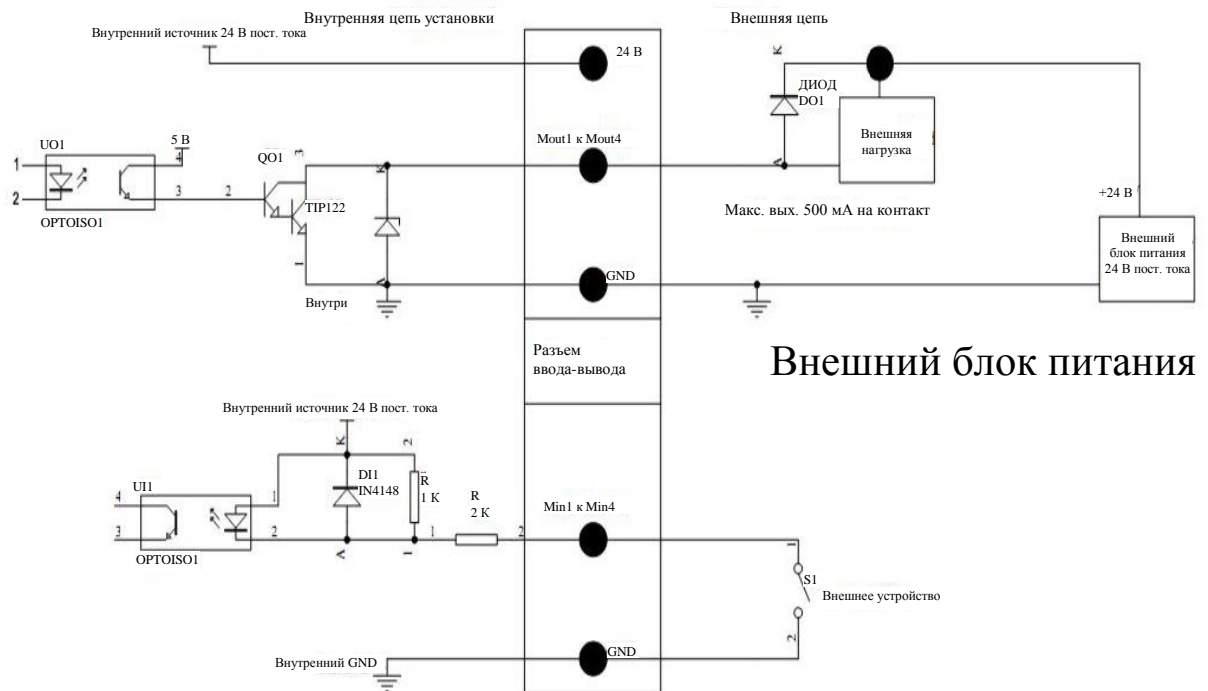 Внутренняя цепь установки
Внешняя цепь
Внутренний источник 24 В пост. тока
24 В
K
ДИОД
DO1
Внешняя
нагрузка
A
Mout1 к Mout4
UO1
5 В
4
1
2
3
OPTOISO1
2
QO1
3
TIP122
1
K
A
Внутри
Макс. вых. 500 мА на контакт
+24 В
Внешний
блок питания
24 В пост. тока
GND
Разъем
ввода-вывода
Внешний блок питания
Внутренний источник 24 В пост. тока
K
2
UI1
4
3
1
2
OPTOISO1
DI1
IN4148
R
1 К
A
1
1
R
2 К
2
Min1 к Min4
1
S1
Внешнее устройство
2
GND
Внутренний GND